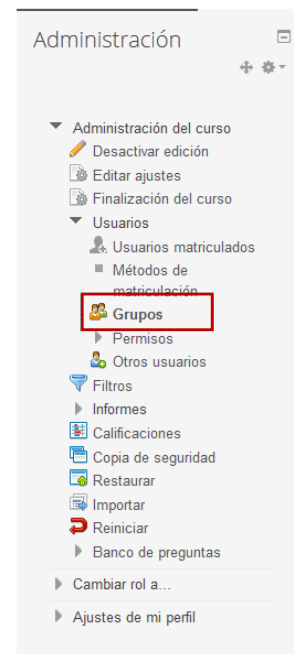 Administración
Administración del curso
Desactivar edición
Editar ajustes
Finalización del curso
Usuarios
Usuarios matriculados
Métodos de
matriculación
Grupos
Permisos
Otros usuarios
Filtros
Informes
Calificaciones
Copia de seguridad
Restaurar
Importar
Reiniciar
Banco de preguntas
Cambiar rol a...
Ajustes de mi perfil